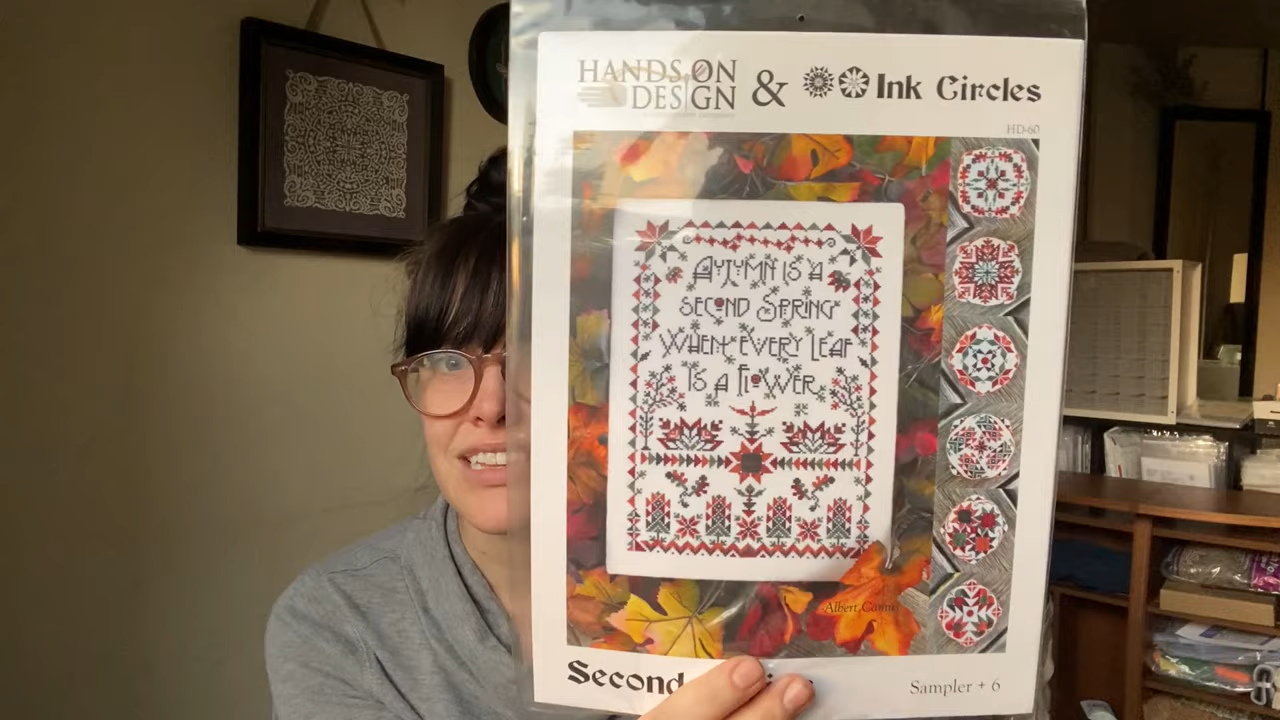 HANDS ON
DESIGN
&
Ink Circles
HD-60
AUTUMN IS A
SECOND SPRING
WHEN EVERY LEAF
IS A FLOWER
Albert Camus
Second
Sampler + 6